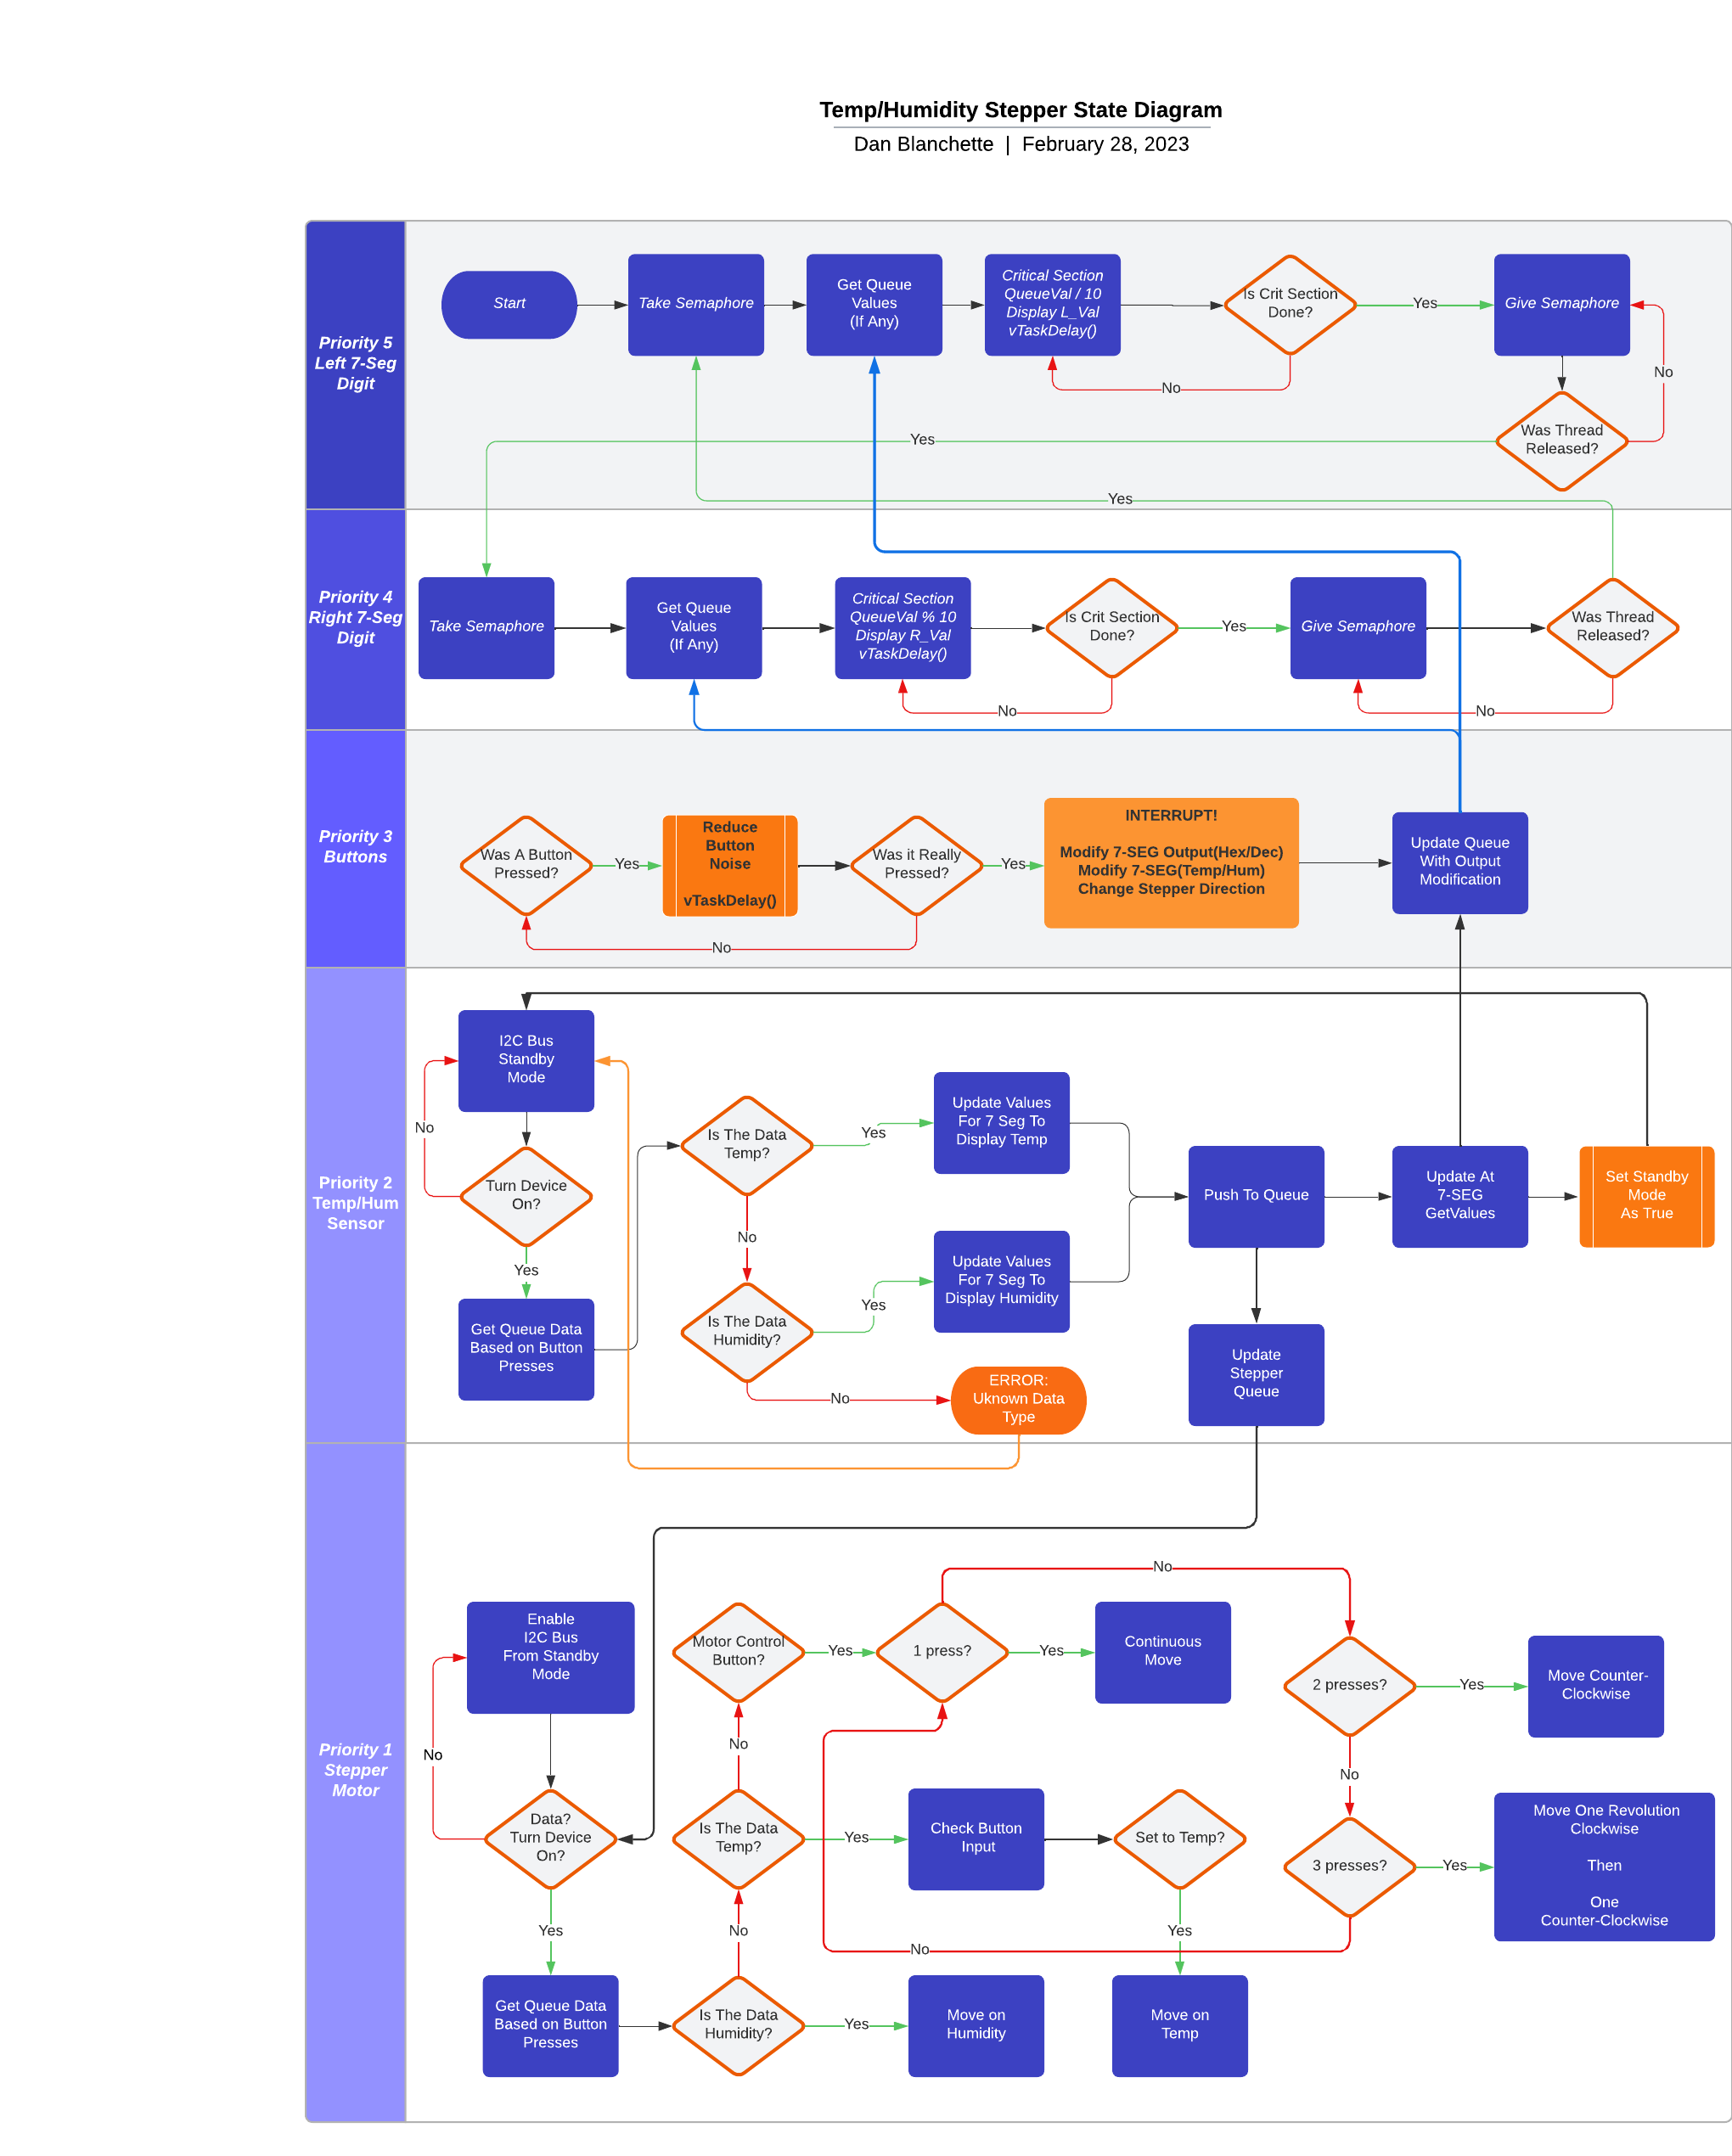 Temp/Humidity Stepper State Diagram
Dan Blanchette | February 28, 2023
Priority 5
Left 7-Seg
Digit
Start
Take Semaphore
Get Queue
Values
(If Any)
Critical Section
QueueVal / 10
Display L_Val
vTaskDelay()
Is Crit Section
Done?
Yes
Give Semaphore
No
No
Was Thread
Released?
Yes
Yes
Priority 4
Right 7-Seg
Digit
Take Semaphore
Get Queue
Values
(If Any)
Critical Section
QueueVal % 10
Display R_Val
vTaskDelay()
Is Crit Section
Done?
Yes
Give Semaphore
Was Thread
Released?
No
No
Priority 3
Buttons
Was A Button
Pressed?
Yes
Reduce
Button
Noise
vTaskDelay()
Was it Really
Pressed?
Yes
INTERRUPT!
Modify 7-SEG Output(Hex/Dec)
Modify 7-SEG(Temp/Hum)
Change Stepper Direction
Update Queue
With Output
Modification
No
Priority 2
Temp/Hum
Sensor
I2C Bus
Standby
Mode
No
Turn Device
On?
Yes
Get Queue Data
Based on Button
Presses
Is The Data
Temp?
Yes
Update Values
For 7 Seg To
Display Temp
No
Is The Data
Humidity?
Yes
Update Values
For 7 Seg To
Display Humidity
No
ERROR:
Uknown Data
Type
Push To Queue
Update At
7-SEG
GetValues
Set Standby
Mode
As True
Update
Stepper
Queue
Priority 1
Stepper
Motor
Enable
I2C Bus
From Standby
Mode
No
Data?
Turn Device
On?
Yes
Get Queue Data
Based on Button
Presses
Is The Data
Humidity?
Yes
Move on
Humidity
No
Is The Data
Temp?
Yes
Check Button
Input
Set to Temp?
Yes
Move on
Temp
No
Motor Control
Button?
Yes
1 press?
Yes
Continuous
Move
No
2 presses?
Yes
Move Counter-
Clockwise
No
3 presses?
Yes
Move One Revolution
Clockwise
Then
One
Counter-Clockwise
No